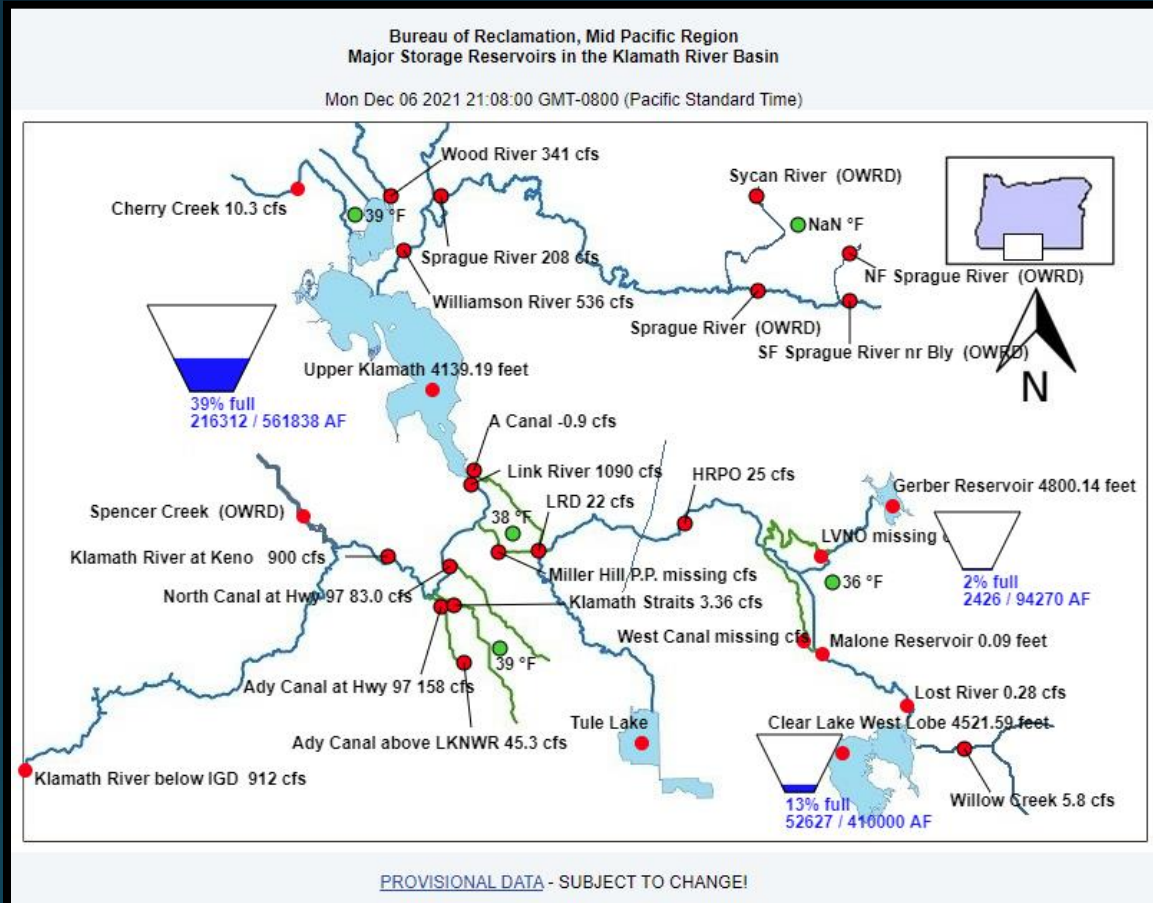 Bureau of Reclamation, Mid Pacific Region
Major Storage Reservoirs in the Klamath River Basin
Mon Dec 06 2021 21:08:00 GMT-0800 (Pacific Standard Time)
Wood River 341 cfs
Sycan River (OWRD)
Cherry Creek 10.3 cfs
39 °F
NaN °F
Sprague River 208 cfs
NF Sprague River (OWRD)
Williamson River 536 cfs
Sprague River (OWRD)
SF Sprague River nr Bly (OWRD)
N
Upper Klamath 4139.19 feet
39% full
216312 / 561838 AF
A Canal -0.9 cfs
Link River 1090 cfs
HRPO 25 cfs
Gerber Reservoir 4800.14 feet
LRD 22 cfs
Spencer Creek (OWRD)
38 °F
LVNO missing
Klamath River at Keno 900 cfs
Miller Hill P.P. missing cfs
36 °F
2% full
2426 / 94270 AF
North Canal at Hwy 97 83.0 cfs
Klamath Straits 3.36 cfs
West Canal missing cfs
Malone Reservoir 0.09 feet
39 °F
Ady Canal at Hwy 97 158 cfs
Lost River 0.28 cfs
Tule Lake
Clear Lake West Lobe 4521.59 feet
Ady Canal above LKNWR 45.3 cfs
Klamath River below IGD 912 cfs
13% full
52627 / 410000 AF
Willow Creek 5.8 cfs
PROVISIONAL DATA - SUBJECT TO CHANGE!